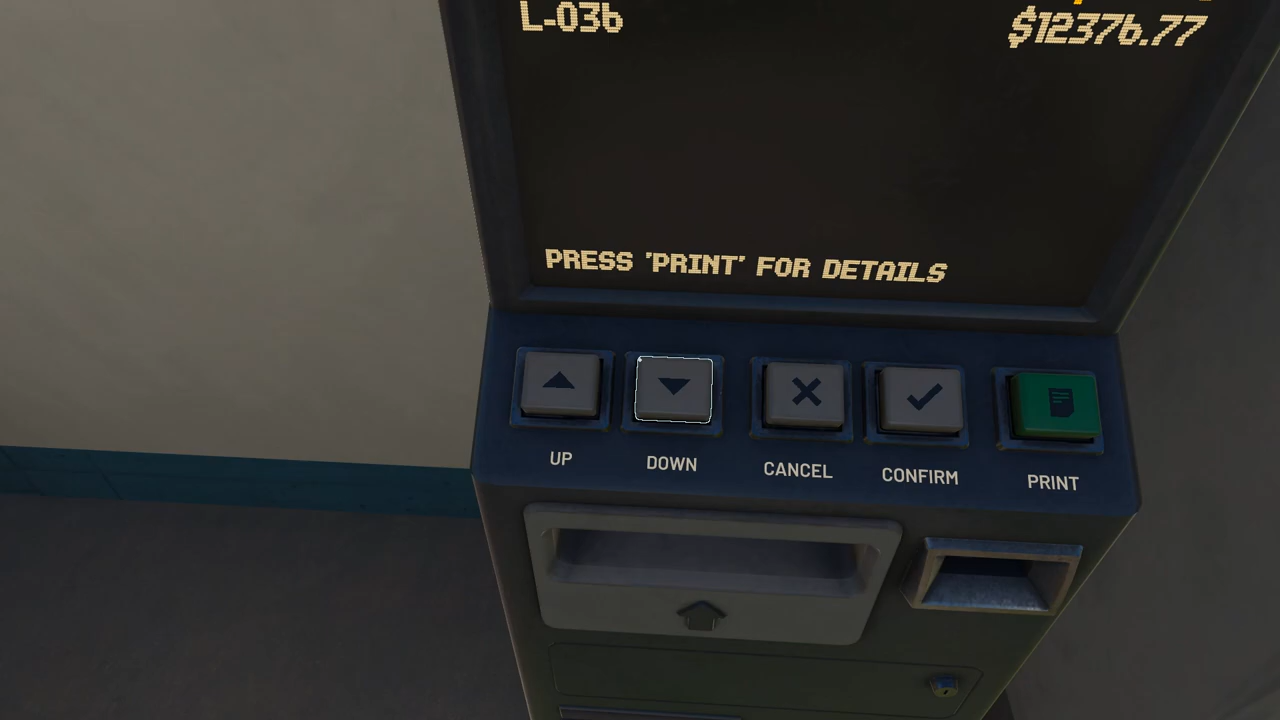 L-036 $12376.77
PRESS 'PRINT' FOR DETAILS
UP DOWN CANCEL CONFIRM PRINT